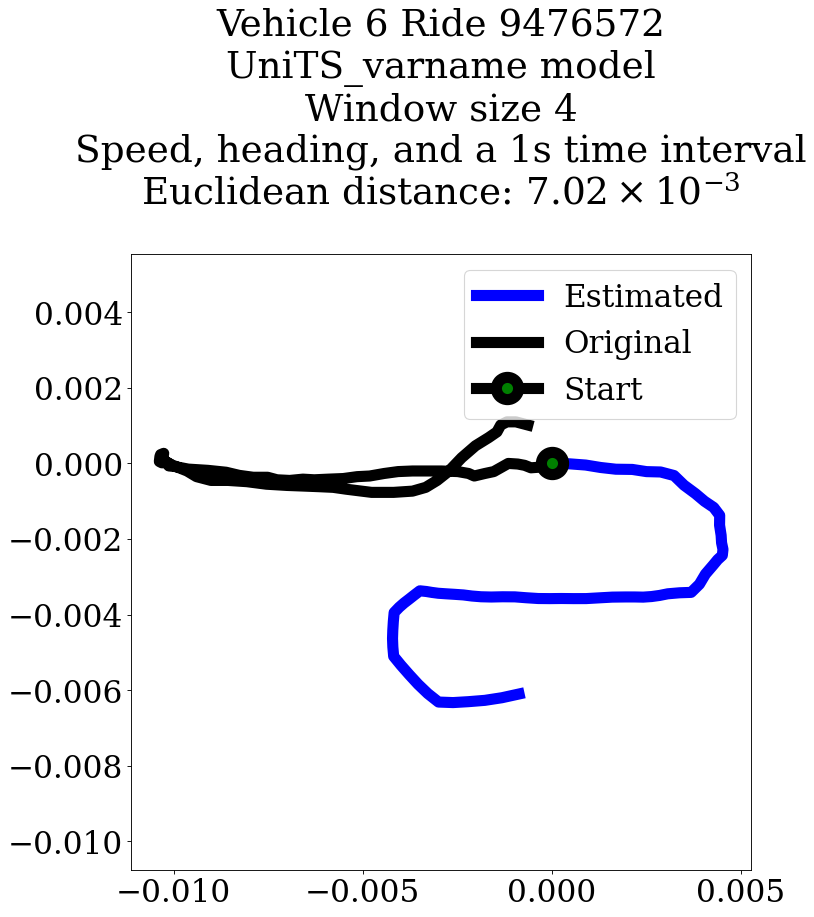 Vehicle 6 Ride 9476572
UniTS_varname model
Window size 4
Speed, heading, and a 1s time interval
Euclidean distance: 7.02 × 10⁻³
Estimated
Original
Start
0.004
0.002
0.000
−0.002
−0.004
−0.006
−0.008
−0.010
−0.010 −0.005 0.000 0.005